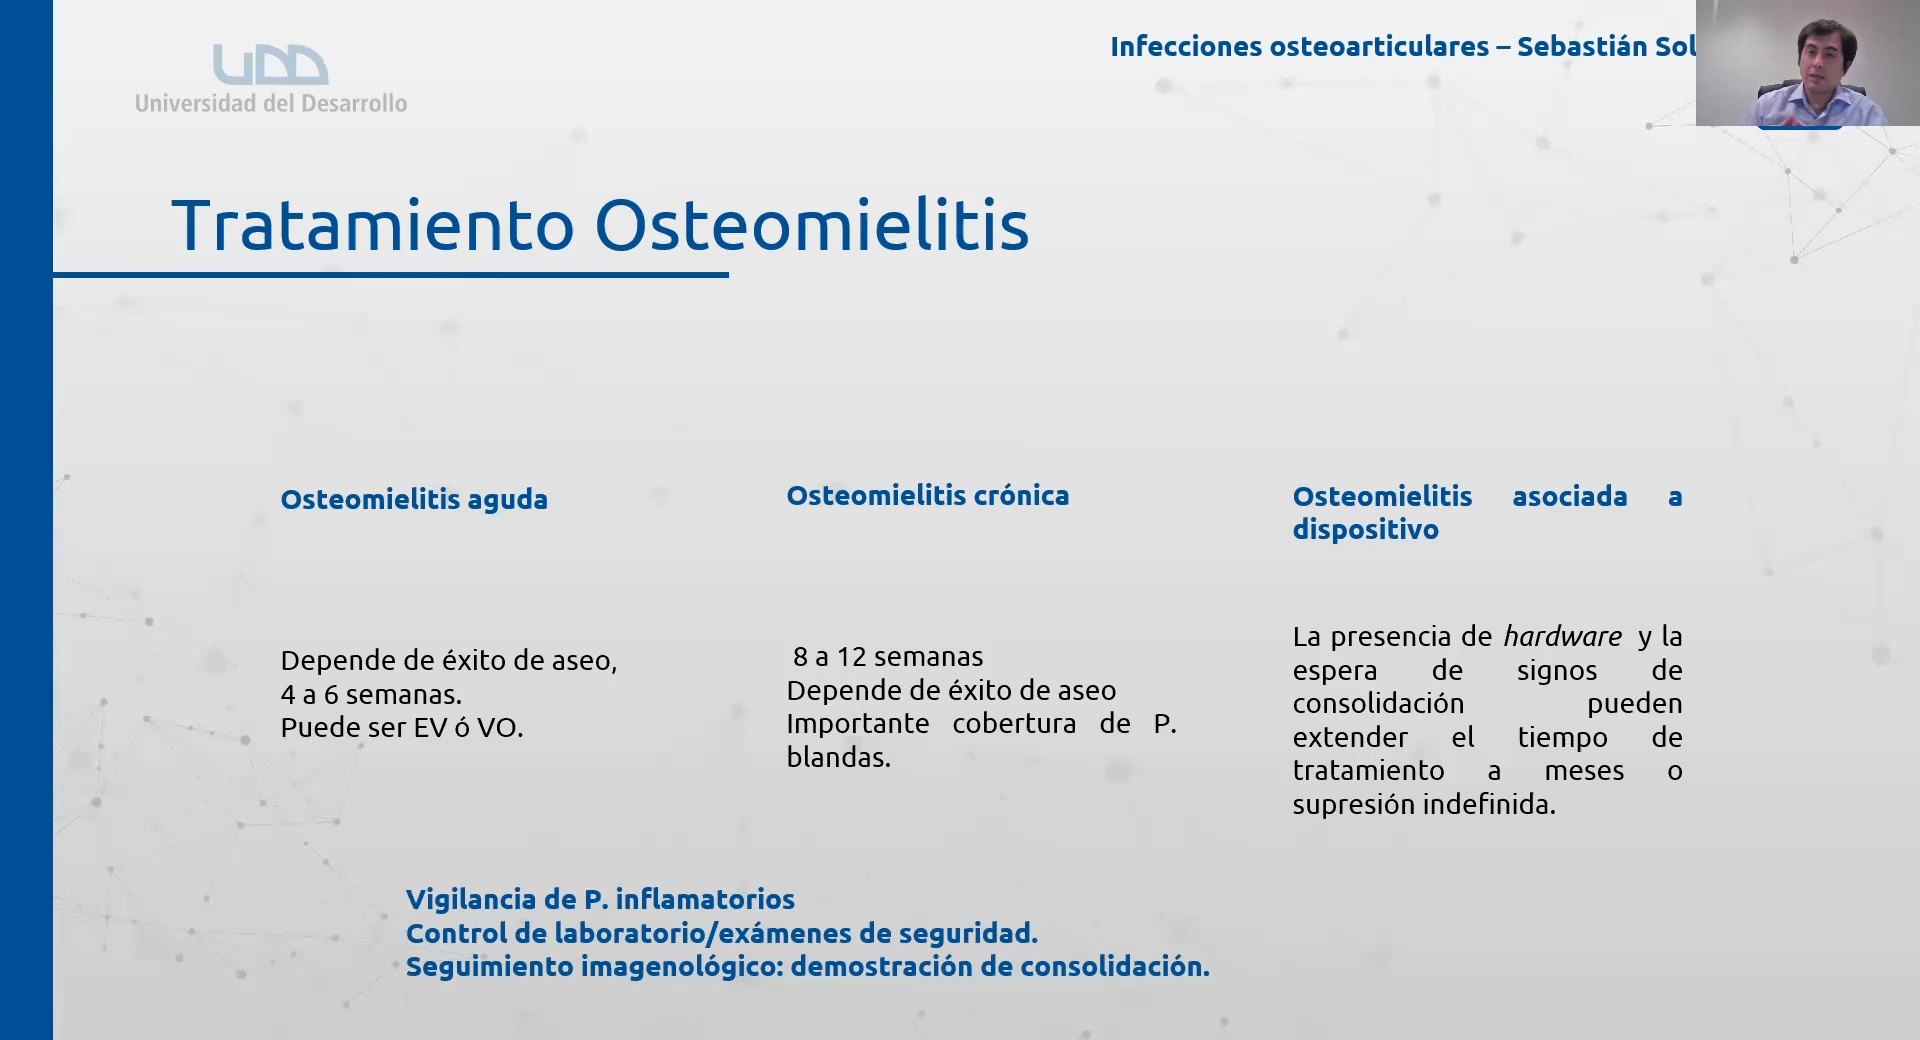 Infecciones osteoarticulares – Sebastián
Universidad del Desarrollo
Tratamiento Osteomielitis
Osteomielitis aguda
Depende de éxito de aseo,
4 a 6 semanas.
Puede ser EV ó VO.
Osteomielitis crónica
8 a 12 semanas
Depende de éxito de aseo
Importante cobertura de P.
blandas.
Osteomielitis asociada a
dispositivo
La presencia de hardware y la
espera de signos de
consolidación pueden
extender el tiempo de
tratamiento a meses o
supresión indefinida.
Vigilancia de P. inflamatorios
Control de laboratorio/exámenes de seguridad.
Seguimiento imagenológico: demostración de consolidación.